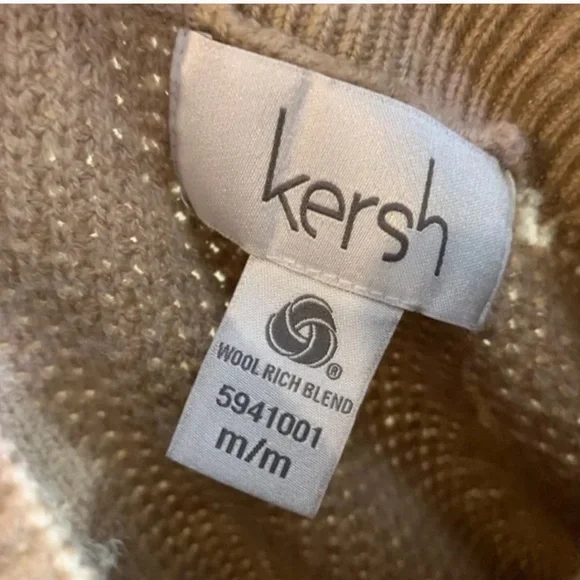 kersh
®
WOOL RICH BLEND
5941001
m/m